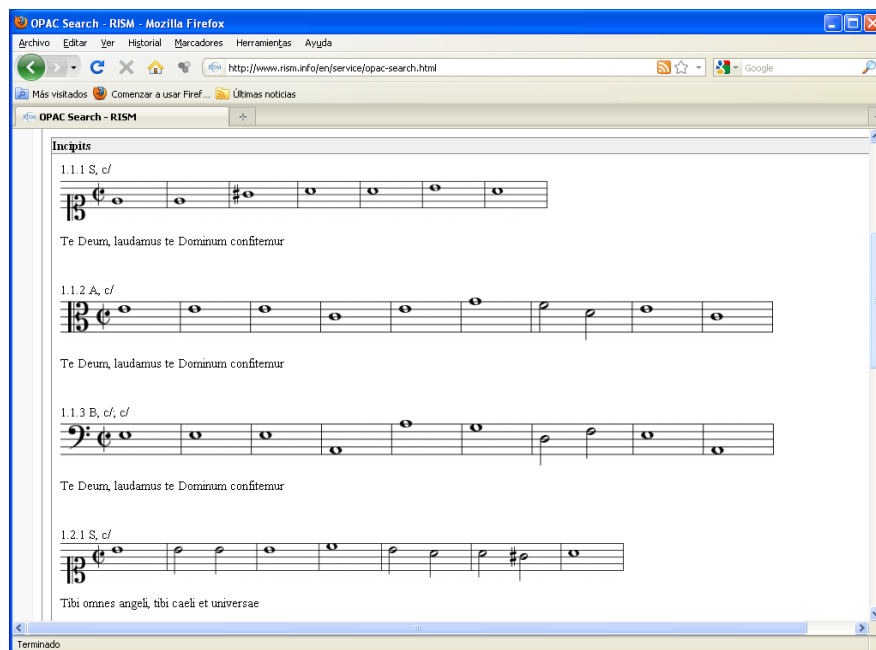 OPAC Search - RISM - Mozilla Firefox
Archivo Editar Ver Historial Marcadores Herramientas Ayuda
http://www.rism.info/en/service/opac-search.html Google
Más visitados Comenzar a usar Firef... Últimas noticias
OPAC Search - RISM
Incipits
1.1.1 S, c/
Te Deum, laudamus te Dominum confitemur
1.1.2 A, c/
Te Deum, laudamus te Dominum confitemur
1.1.3 B, c/; c/
Te Deum, laudamus te Dominum confitemur
1.2.1 S, c/
Tibi omnes angeli, tibi caeli et universae
Terminado